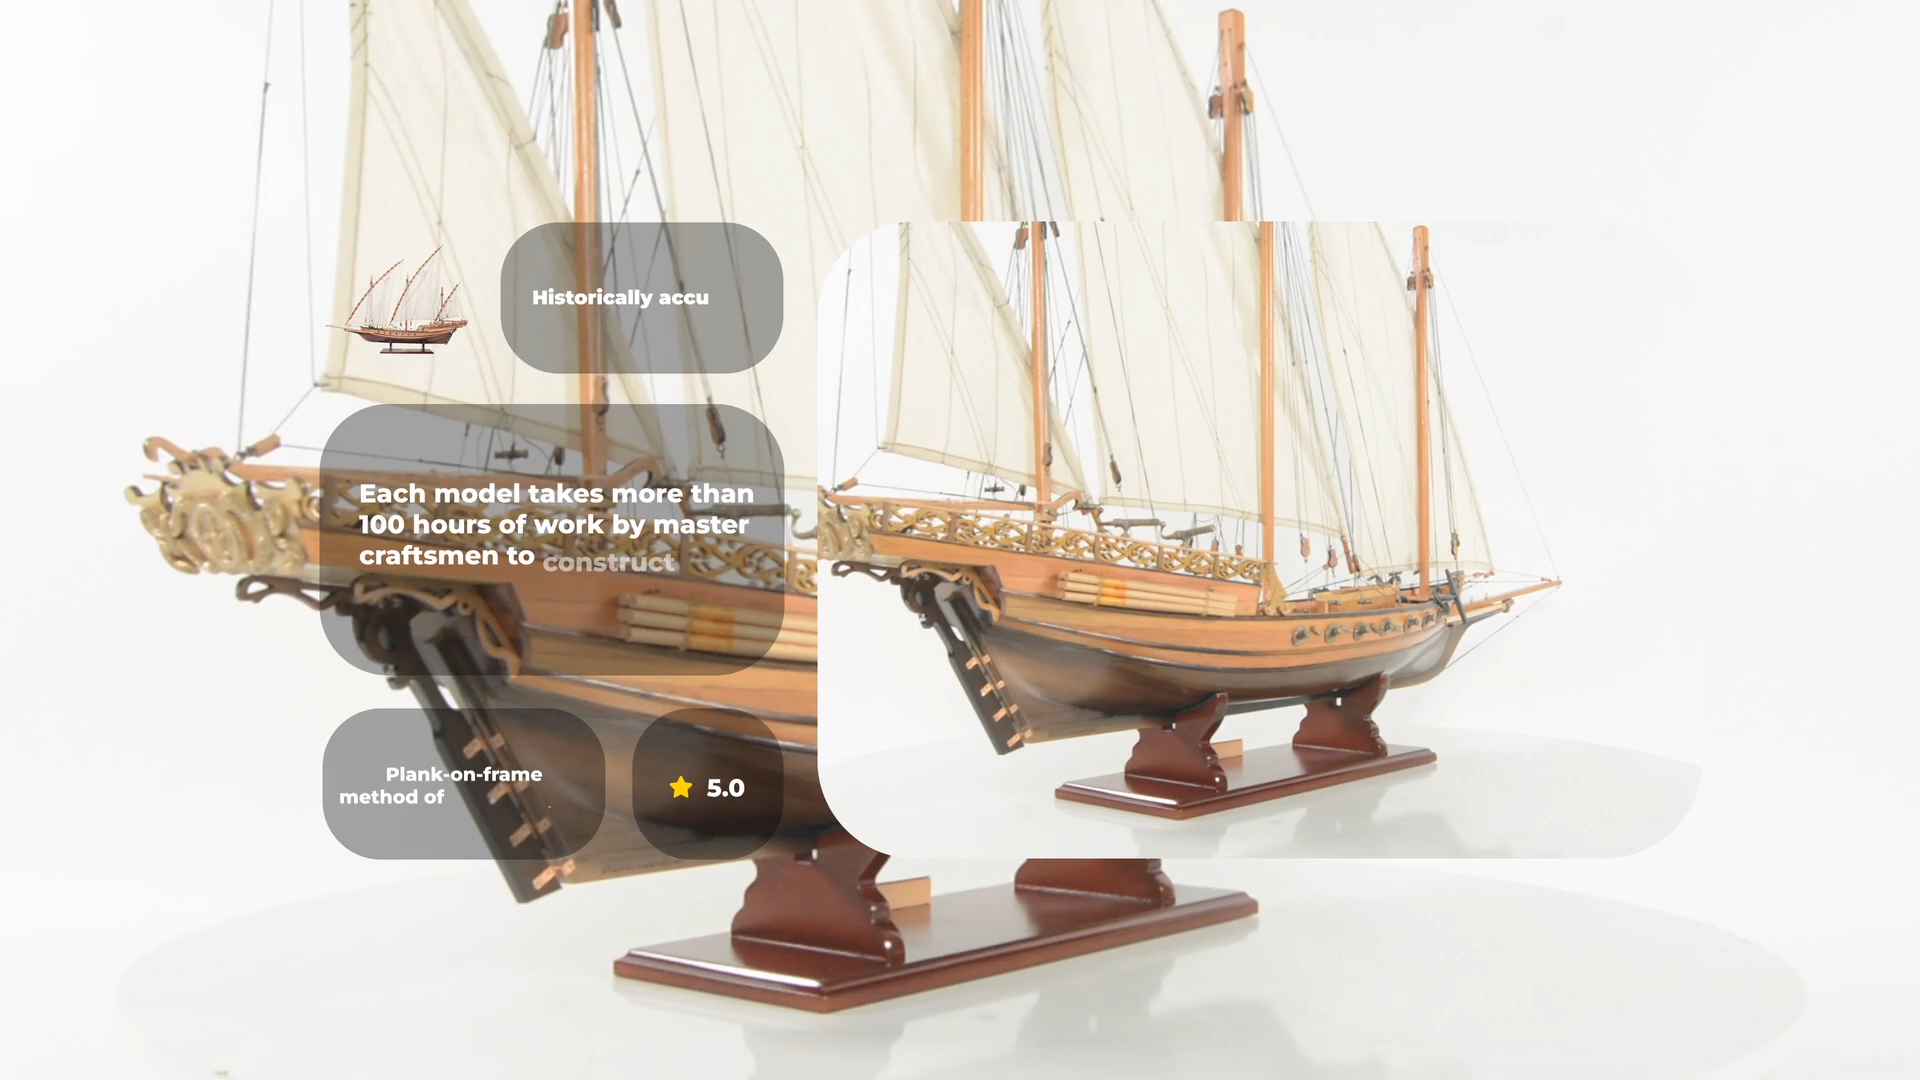 Historically accu
Each model takes more than
100 hours of work by master
craftsmen to construct
Plank-on-frame
method of
5.0